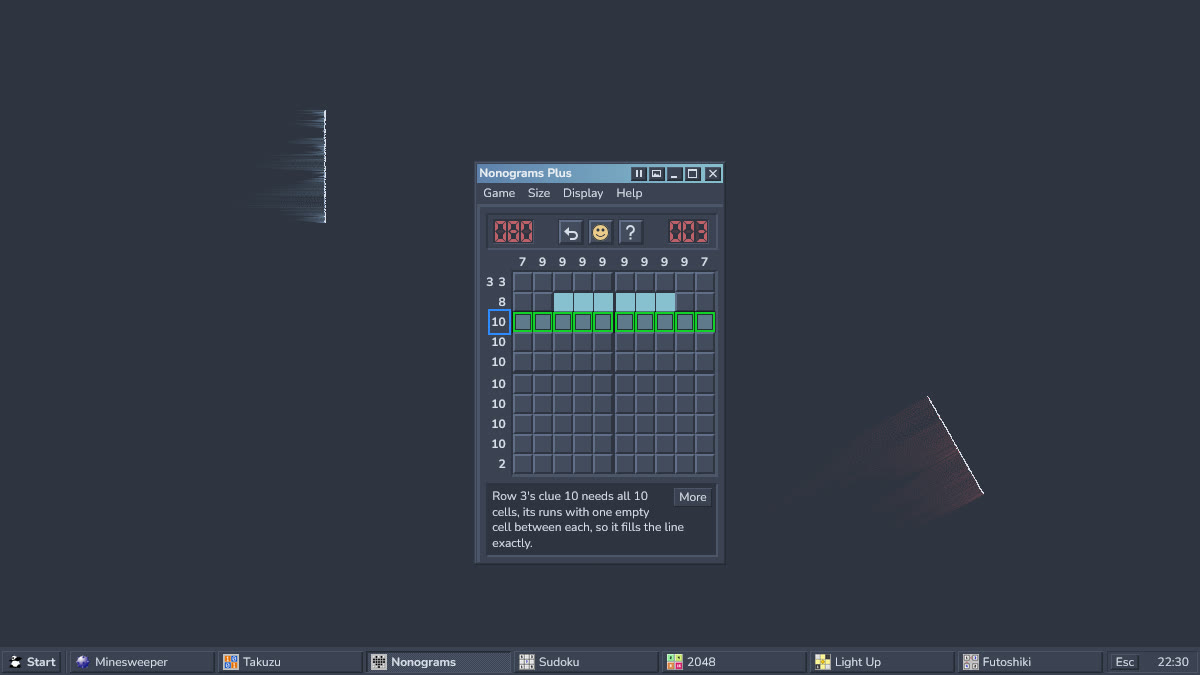 Nonograms Plus
Game Size Display Help
080 ? 003
7 9 9 9 9 9 9 9 9 7
3 3
8
10
10
10
10
10
10
10
2
Row 3's clue 10 needs all 10
cells, its runs with one empty
cell between each, so it fills the line
exactly.
More
Start Minesweeper Takuzu Nonograms Sudoku 2048 Light Up Futoshiki Esc 22:30